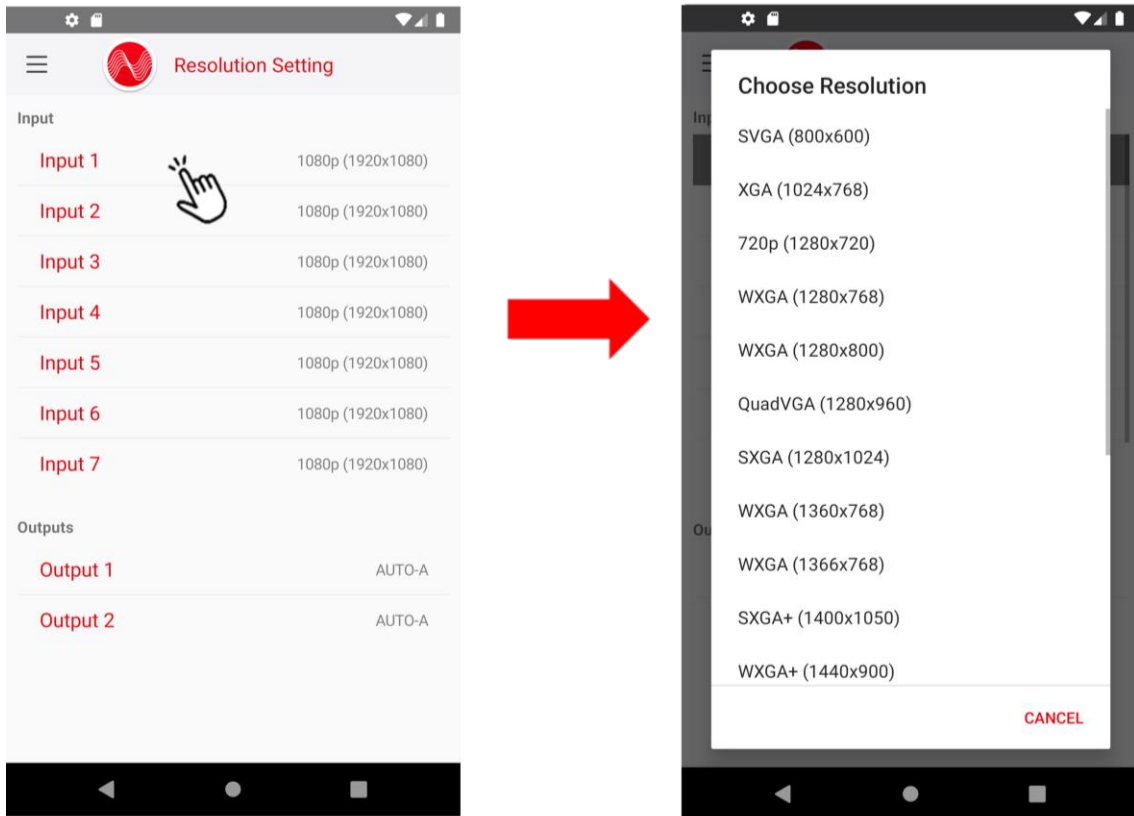 Resolution Setting
Input
Input 1 1080p (1920x1080)
Input 2 1080p (1920x1080)
Input 3 1080p (1920x1080)
Input 4 1080p (1920x1080)
Input 5 1080p (1920x1080)
Input 6 1080p (1920x1080)
Input 7 1080p (1920x1080)
Outputs
Output 1 AUTO-A
Output 2 AUTO-A
Inp
Ou
Choose Resolution
SVGA (800x600)
XGA (1024x768)
720p (1280x720)
WXGA (1280x768)
WXGA (1280x800)
QuadVGA (1280x960)
SXGA (1280x1024)
WXGA (1360x768)
WXGA (1366x768)
SXGA+ (1400x1050)
WXGA+ (1440x900)
CANCEL